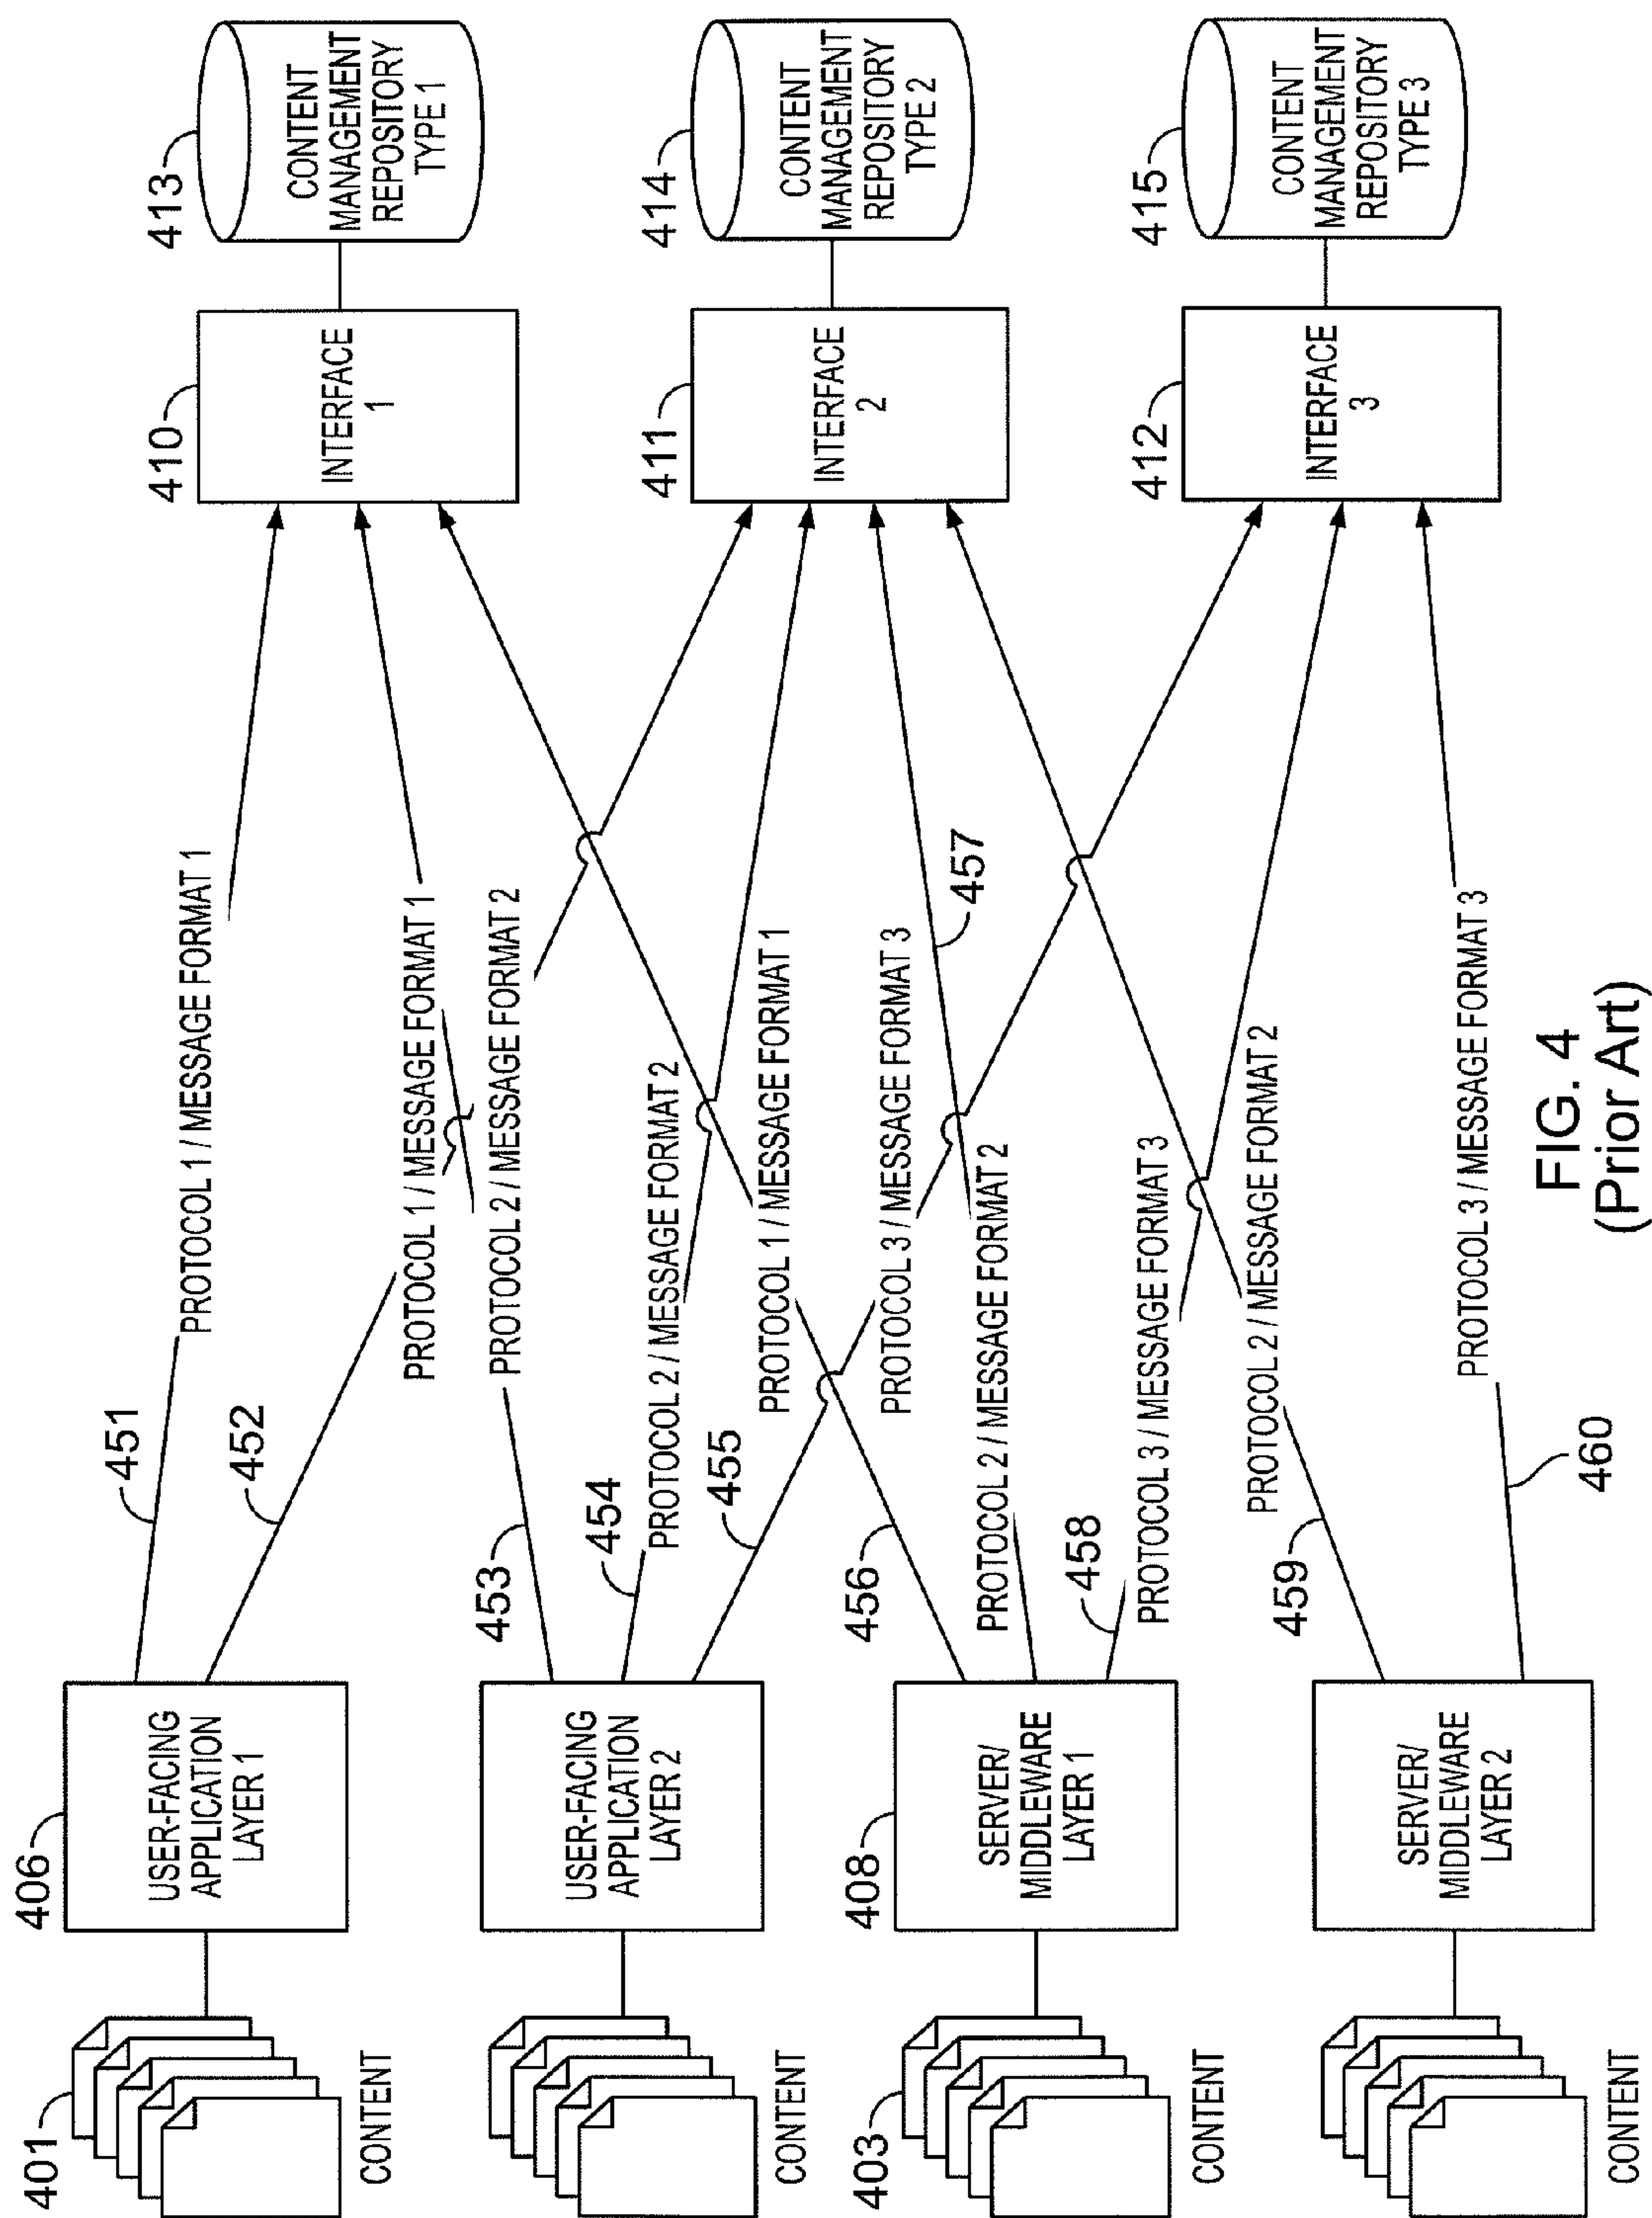 401
CONTENT
406
USER-FACING
APPLICATION
LAYER 1
451
PROTOCOL 1 / MESSAGE FORMAT 1
452
PROTOCOL 1 / MESSAGE FORMAT 1
410
INTERFACE
1
413
CONTENT
MANAGEMENT
REPOSITORY
TYPE 1
CONTENT
USER-FACING
APPLICATION
LAYER 2
453
PROTOCOL 2 / MESSAGE FORMAT 2
454
PROTOCOL 2 / MESSAGE FORMAT 2
455
PROTOCOL 1 / MESSAGE FORMAT 1
411
INTERFACE
2
414
CONTENT
MANAGEMENT
REPOSITORY
TYPE 2
403
CONTENT
408
SERVER/
MIDDLEWARE
LAYER 1
456
PROTOCOL 3 / MESSAGE FORMAT 3
457
PROTOCOL 2 / MESSAGE FORMAT 2
458
PROTOCOL 3 / MESSAGE FORMAT 3
412
INTERFACE
3
415
CONTENT
MANAGEMENT
REPOSITORY
TYPE 3
CONTENT
SERVER/
MIDDLEWARE
LAYER 2
459
PROTOCOL 2 / MESSAGE FORMAT 2
460
PROTOCOL 3 / MESSAGE FORMAT 3
FIG. 4
(Prior Art)